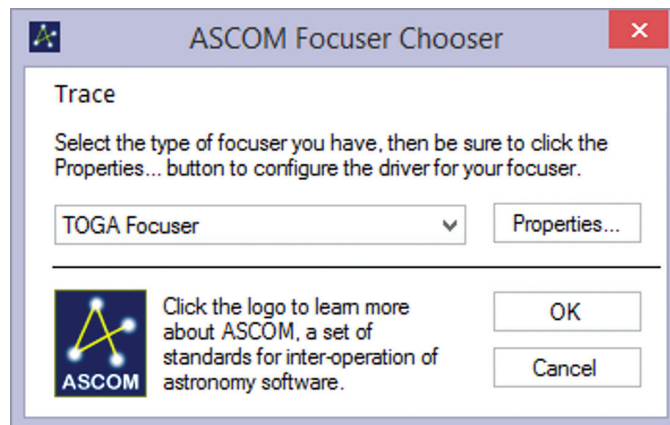 ASCOM Focuser Chooser
Trace
Select the type of focuser you have, then be sure to click the
Properties... button to configure the driver for your focuser.
TOGA Focuser
Properties...
Click the logo to learn more
about ASCOM, a set of
standards for inter-operation of
astronomy software.
ASCOM
OK
Cancel